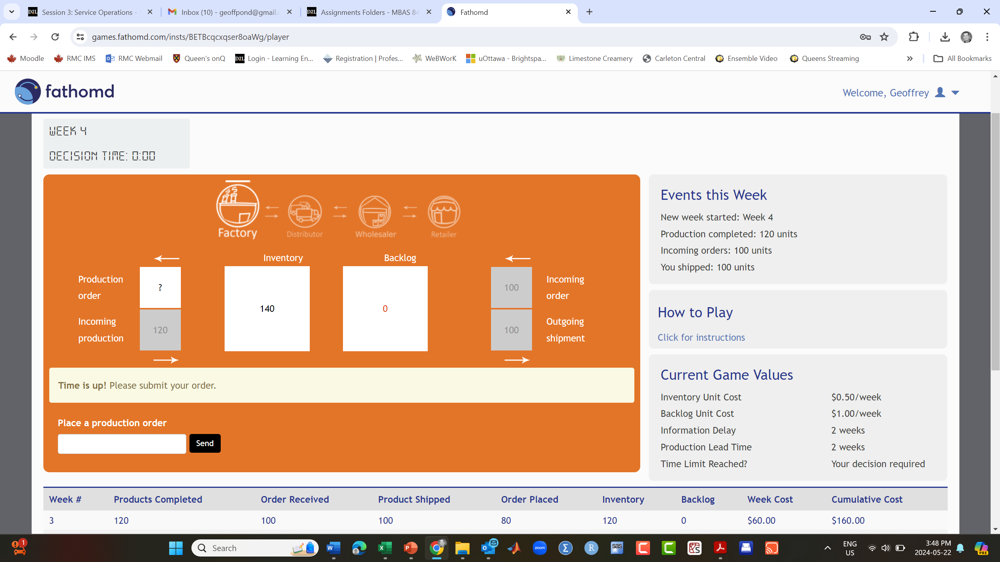 D2L Session 3: Service Operations -
Inbox (10) - geoffpond@gmail.c
D2L Assignments Folders - MBAS 84
Fathomd
games.fathomd.com/insts/BETBcqcxqser8oaWg/player
Moodle
RMC IMS
RMC Webmail
Queen's onQ
D2L Login - Learning En...
Registration | Profes...
WeBWorK
uOttawa - Brightspa...
Limestone Creamery
Carleton Central
Ensemble Video
Queens Streaming
All Bookmarks
fathomd
Welcome, Geoffrey
WEEK 4
DECISION TIME: 0:00
Factory
Distributor
Wholesaler
Retailer
Inventory
Backlog
Production
order
?
140
0
100
Incoming
order
Incoming
production
120
100
Outgoing
shipment
Time is up! Please submit your order.
Place a production order
Send
Events this Week
New week started: Week 4
Production completed: 120 units
Incoming orders: 100 units
You shipped: 100 units
How to Play
Click for instructions
Current Game Values
Inventory Unit Cost $0.50/week
Backlog Unit Cost $1.00/week
Information Delay 2 weeks
Production Lead Time 2 weeks
Time Limit Reached? Your decision required
Week # Products Completed Order Received Product Shipped Order Placed Inventory Backlog Week Cost Cumulative Cost
3 120 100 100 80 120 0 $60.00 $160.00
1
Search
W
X
P
O
zoom
Σ
R
sas
C
C
ENG
US
3:48 PM
2024-05-22
PRE